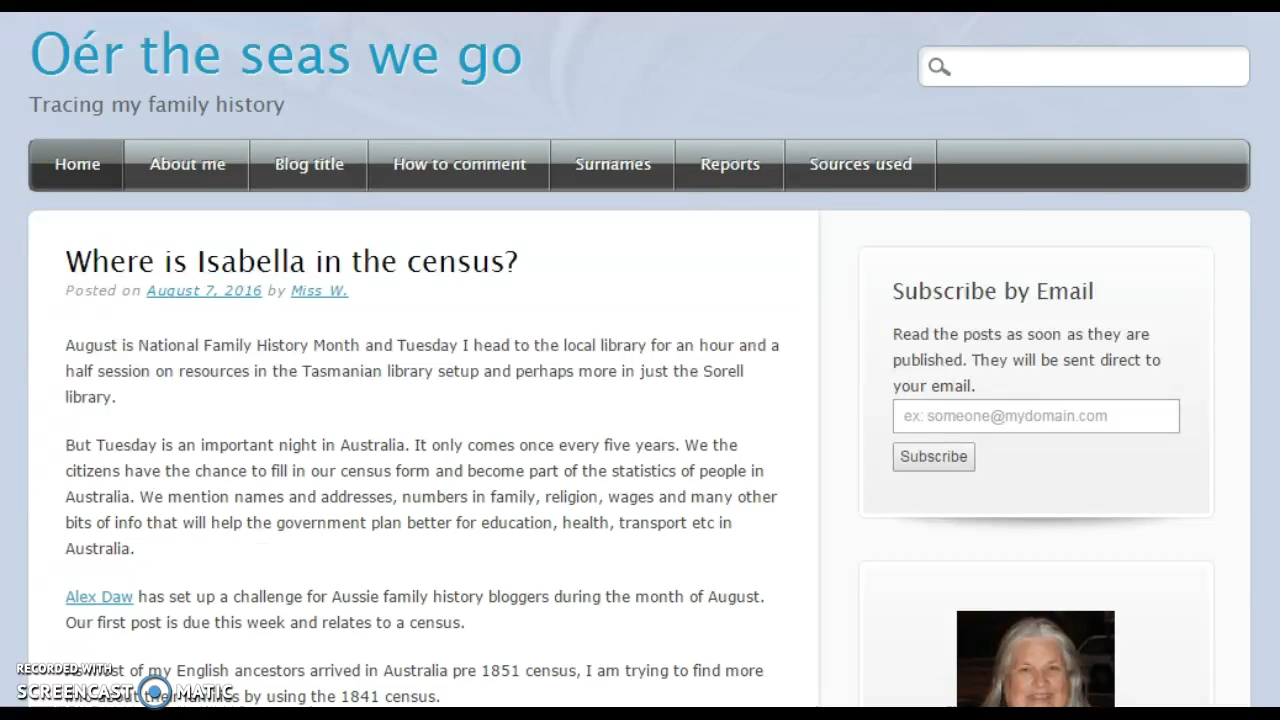 Oér the seas we go
Tracing my family history
Home
About me
Blog title
How to comment
Surnames
Reports
Sources used
Where is Isabella in the census?
Posted on August 7, 2016 by Miss W.
August is National Family History Month and Tuesday I head to the local library for an hour and a
half session on resources in the Tasmanian library setup and perhaps more in just the Sorell
library.
But Tuesday is an important night in Australia. It only comes once every five years. We the
citizens have the chance to fill in our census form and become part of the statistics of people in
Australia. We mention names and addresses, numbers in family, religion, wages and many other
bits of info that will help the government plan better for education, health, transport etc in
Australia.
Alex Daw has set up a challenge for Aussie family history bloggers during the month of August.
Our first post is due this week and relates to a census.
most of my English ancestors arrived in Australia pre 1851 census, I am trying to find more
about their families by using the 1841 census.
Subscribe by Email
Read the posts as soon as they are
published. They will be sent direct to
your email.
ex: someone@mydomain.com
Subscribe
RECORDED WITH
SCREENCAST MATIC